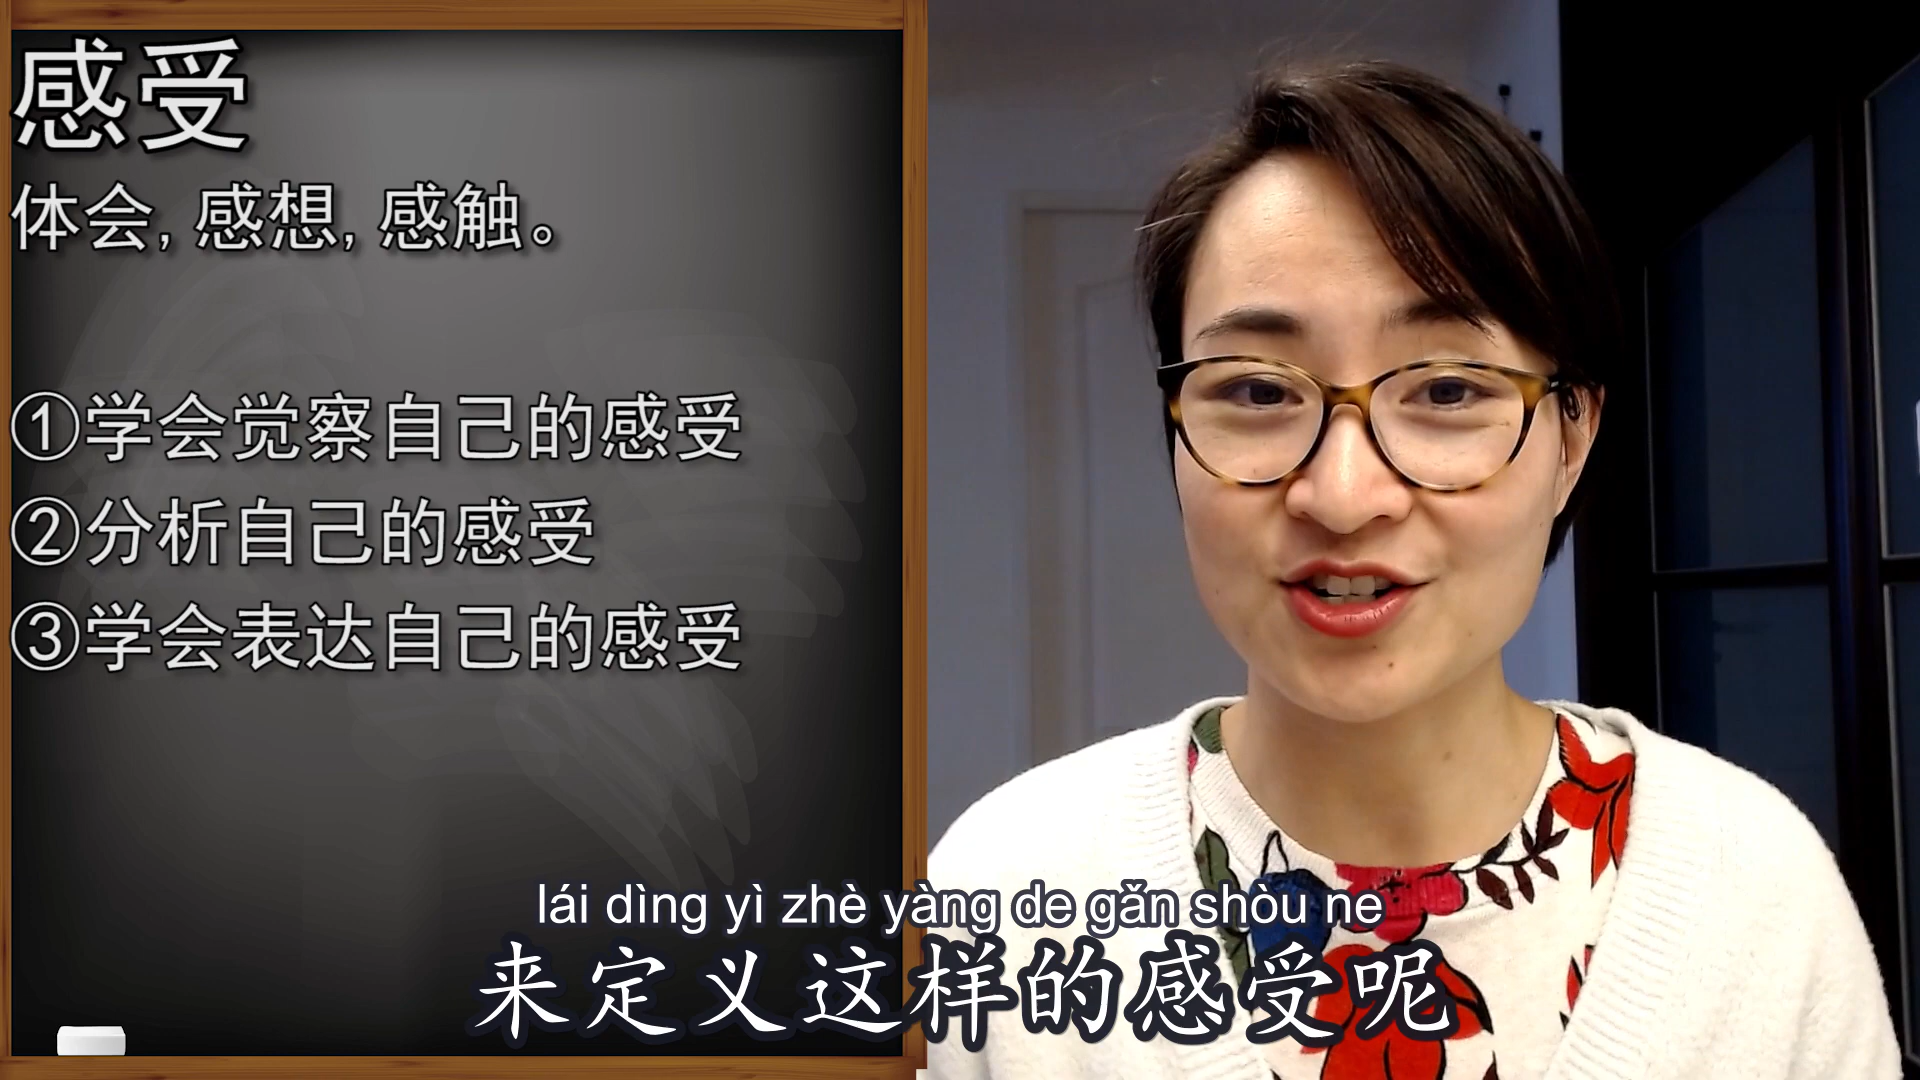 感受
体会,感想,感触。
①学会觉察自己的感受
②分析自己的感受
③学会表达自己的感受
lái dìng yì zhè yàng de gǎn shòu ne
来定义这样的感受呢